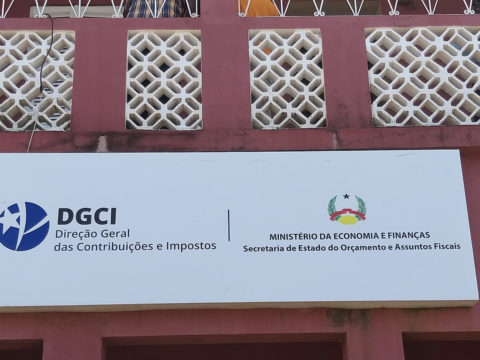 DGCI
Direção Geral
das Contribuições e Impostos
MINISTÉRIO DA ECONOMIA E FINANÇAS
Secretaria de Estado do Orçamento e Assuntos Fiscais